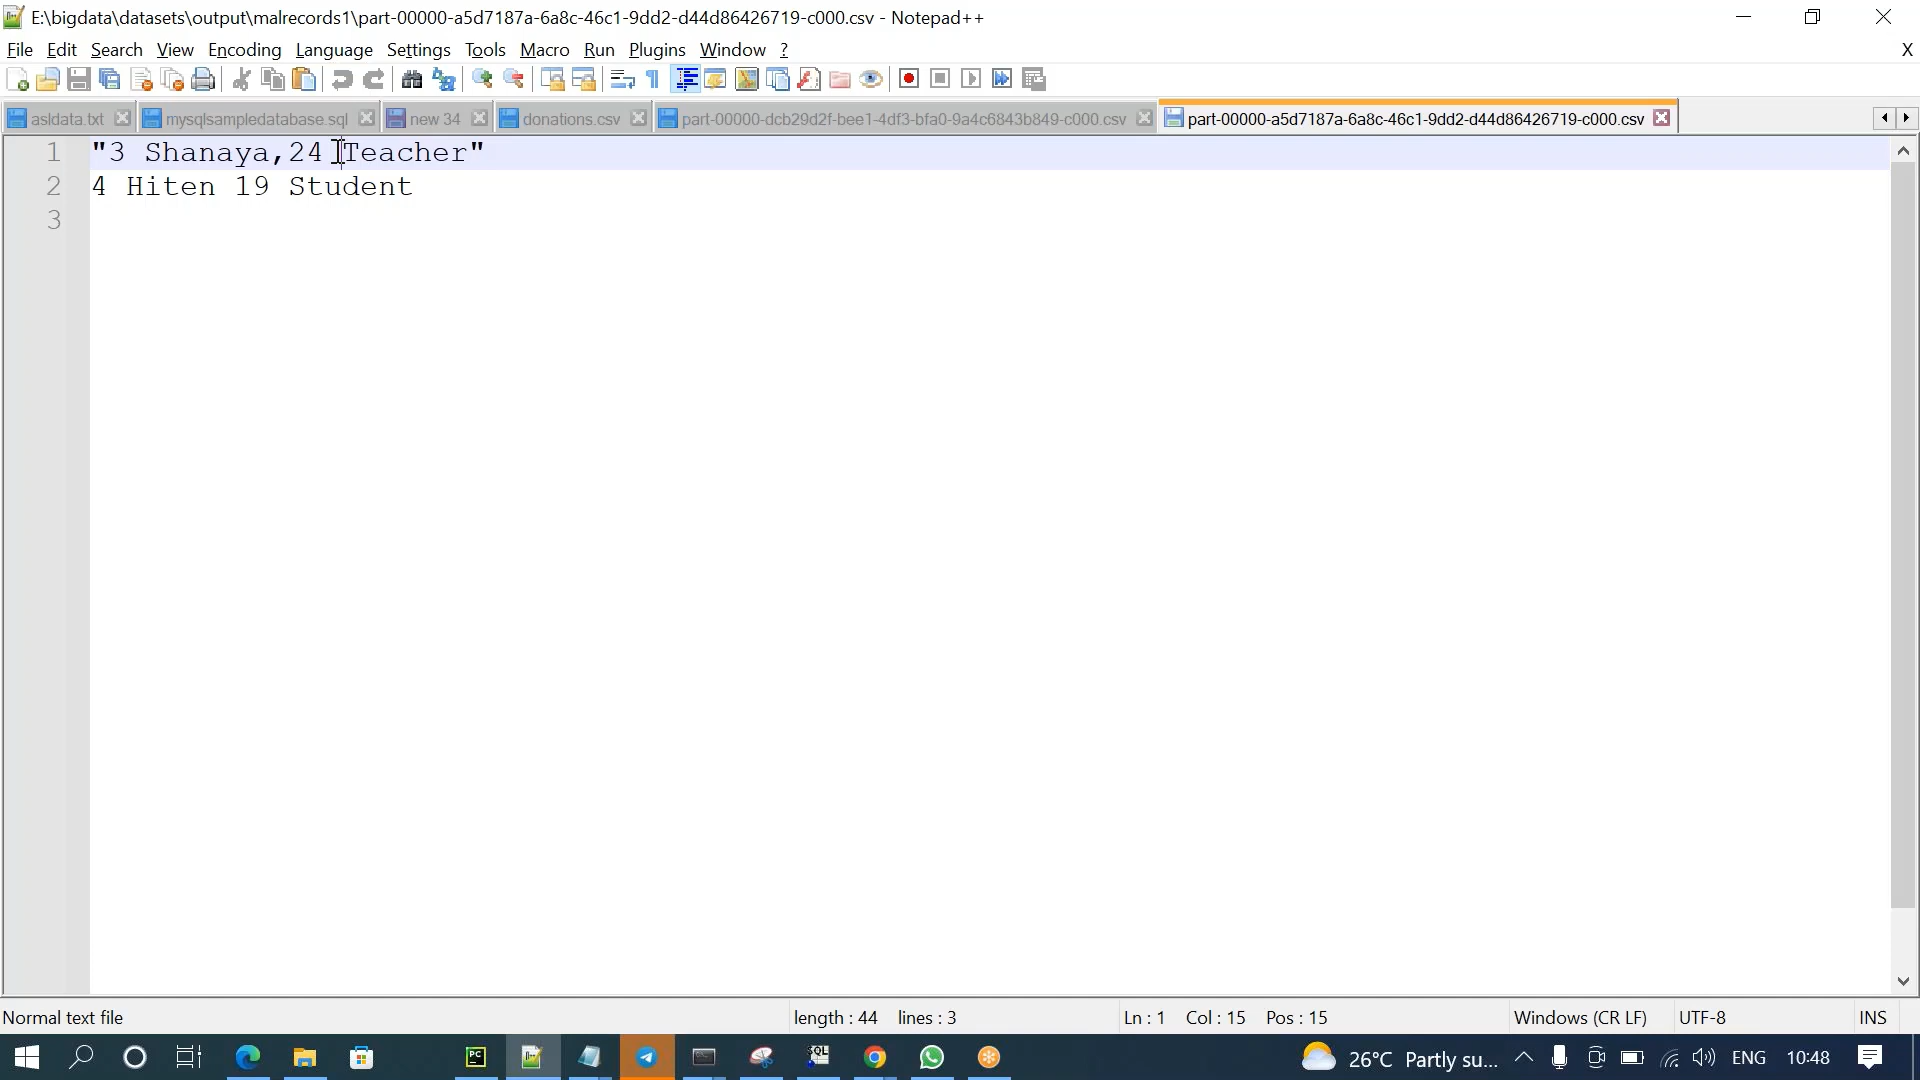 E:\bigdata\datasets\output\malrecords1\part-00000-a5d7187a-6a8c-46c1-9dd2-d44d86426719-c000.csv - Notepad++
File Edit Search View Encoding Language Settings Tools Macro Run Plugins Window ? X
asldata.txt mysqlsampledatabase.sql new 34 donations.csv part-00000-dcb29d2f-bee1-4df3-bfa0-9a4c6843b849-c000.csv part-00000-a5d7187a-6a8c-46c1-9dd2-d44d86426719-c000.csv
1 "3 Shanaya,24 Teacher"
2 4 Hiten 19 Student
3
Normal text file length : 44 lines : 3 Ln : 1 Col : 15 Pos : 15 Windows (CR LF) UTF-8 INS
PC SQL 26°C Partly su... ENG 10:48